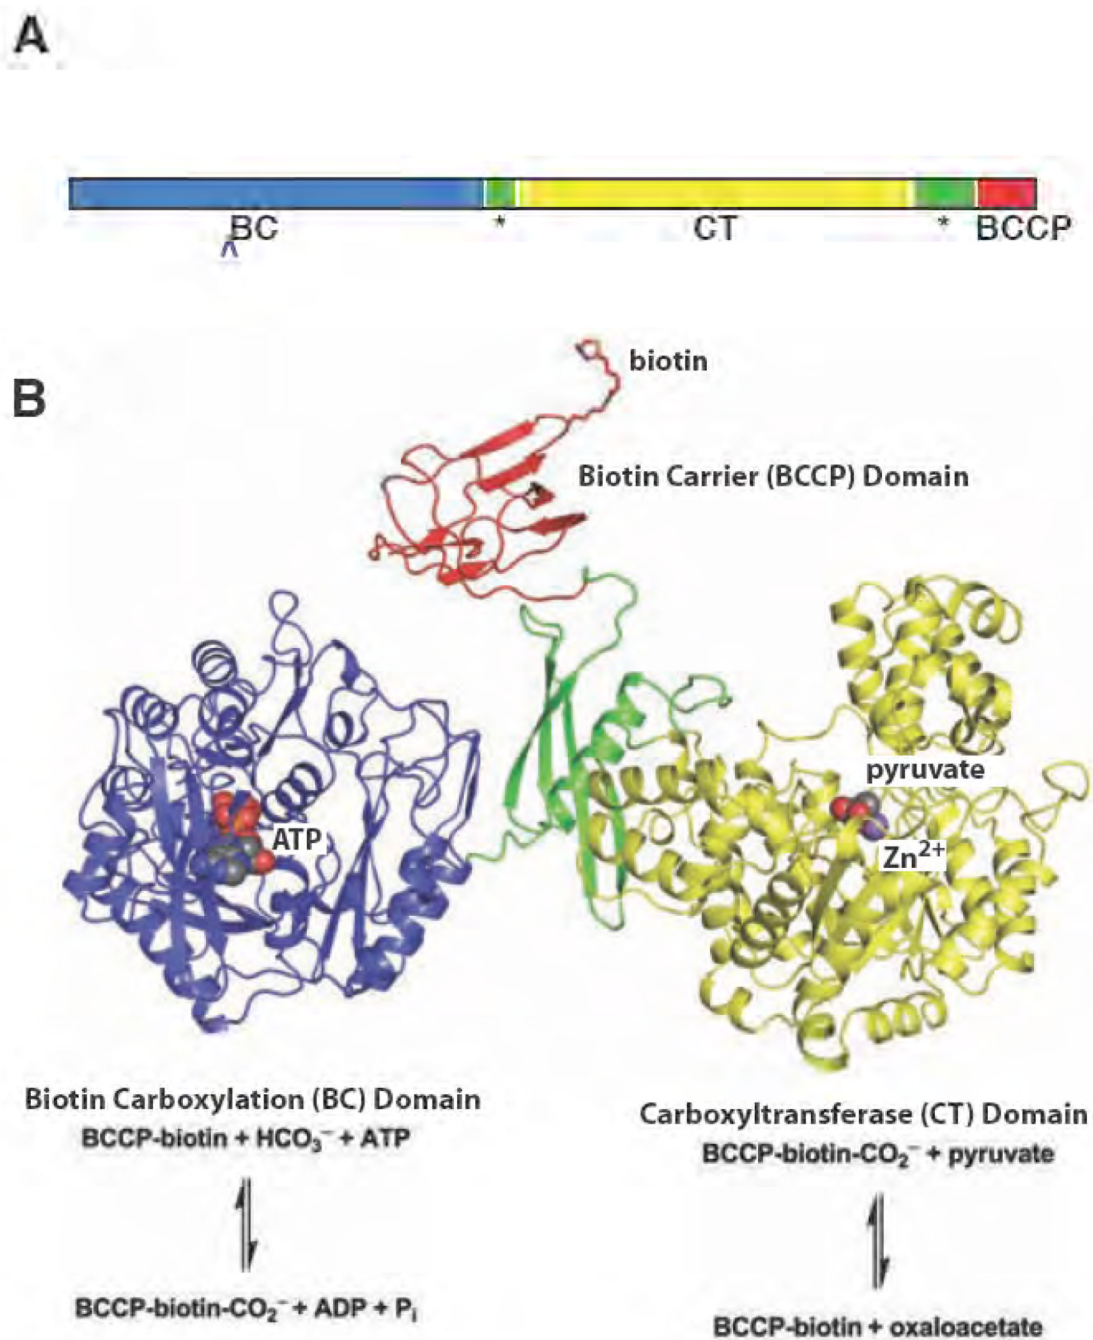 A
BC * CT * BCCP
^
B
biotin
Biotin Carrier (BCCP) Domain
pyruvate
ATP
Zn²⁺
Biotin Carboxylation (BC) Domain
BCCP-biotin + HCO₃⁻ + ATP
BCCP-biotin-CO₂⁻ + ADP + Pᵢ
Carboxyltransferase (CT) Domain
BCCP-biotin-CO₂⁻ + pyruvate
BCCP-biotin + oxaloacetate